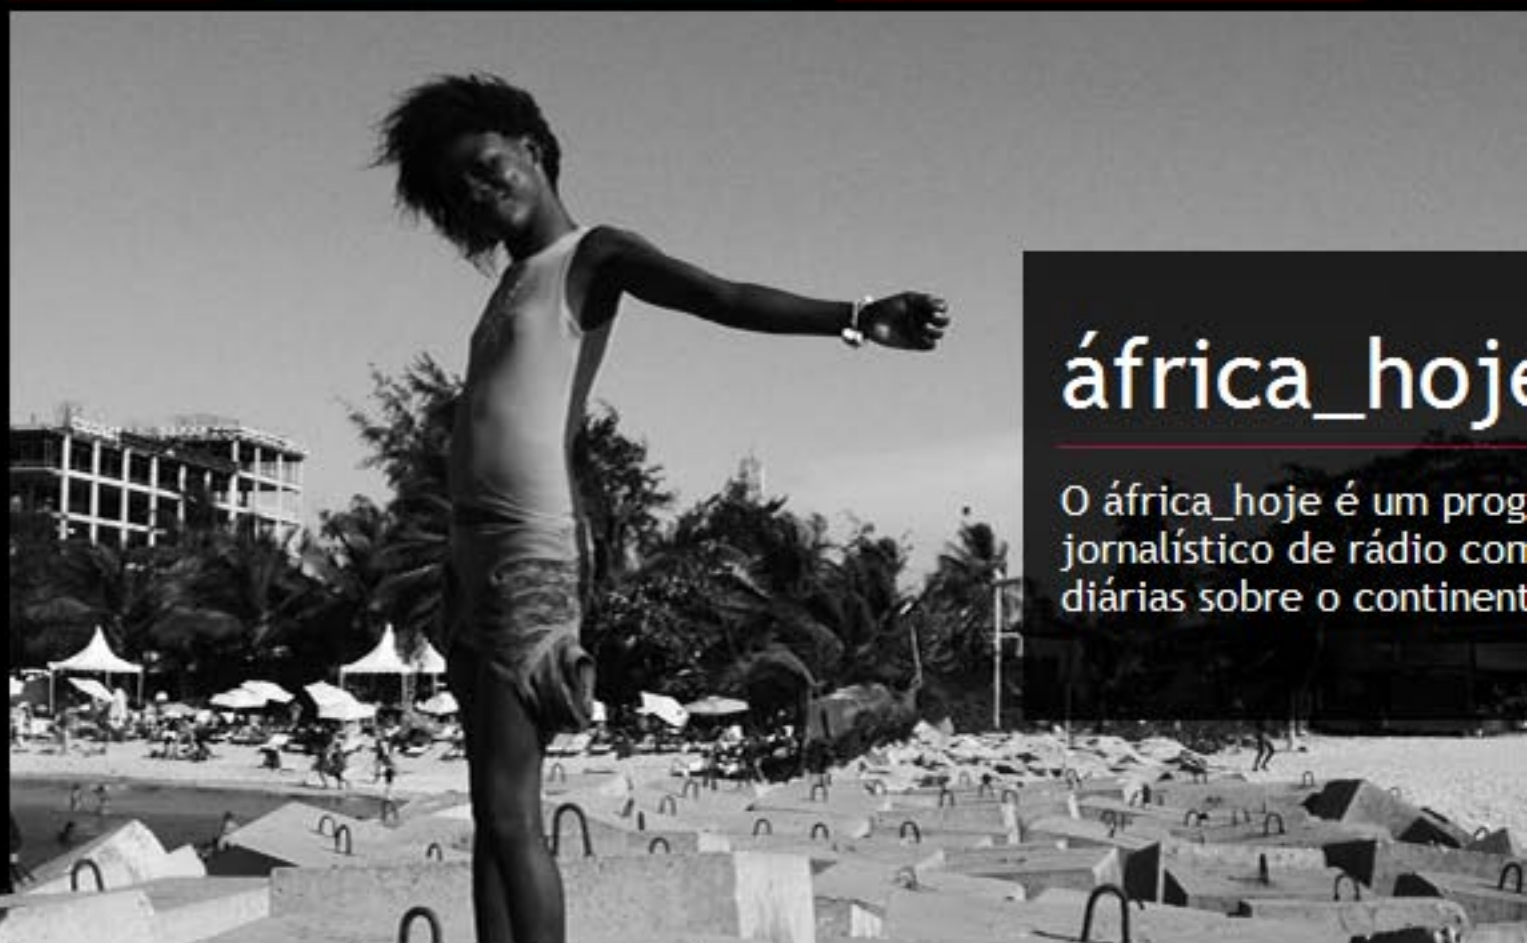 áfrica_hoje
O áfrica_hoje é um prog
jornalístico de rádio com
diárias sobre o continent